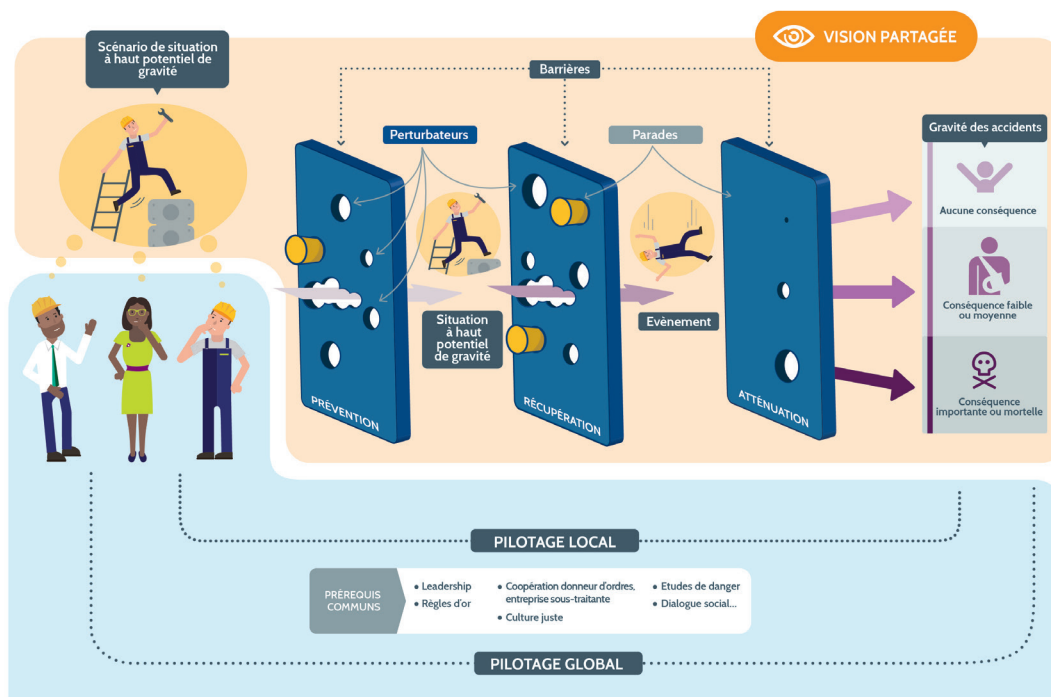 VISION PARTAGÉE
Scénario de situation
à haut potentiel de
gravité
Barrières
Perturbateurs
Parades
Gravité des accidents
Aucune conséquence
Conséquence faible
ou moyenne
Conséquence
importante ou mortelle
Situation
à haut
potentiel
de gravité
Evènement
PRÉVENTION
RÉCUPÉRATION
ATTÉNUATION
PILOTAGE LOCAL
PRÉREQUIS
COMMUNS
• Leadership
• Règles d'or
• Coopération donneur d'ordres,
entreprise sous-traitante
• Culture juste
• Etudes de danger
• Dialogue social...
PILOTAGE GLOBAL